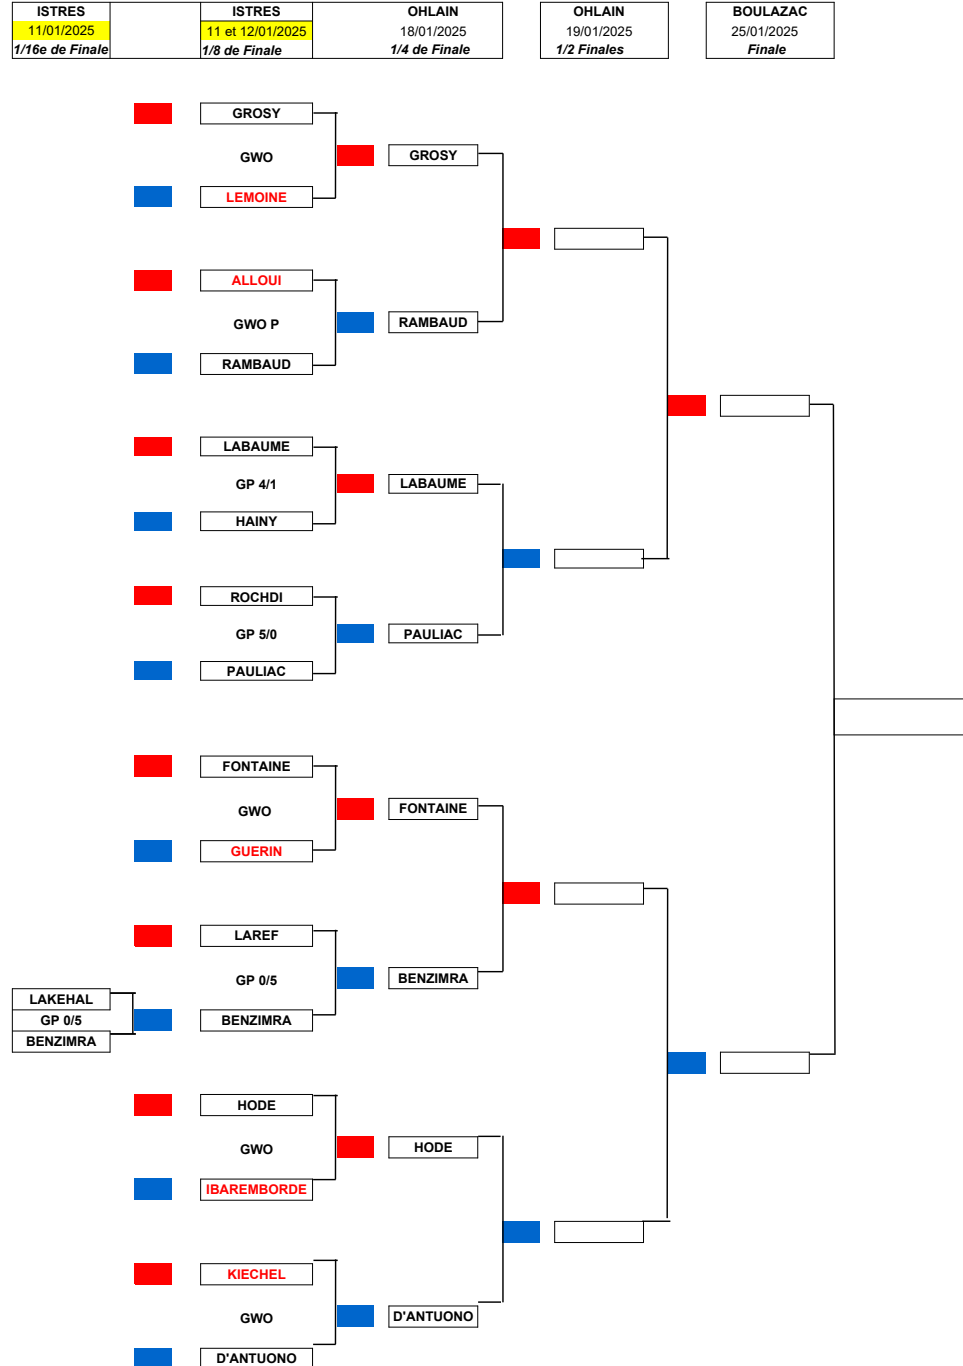 ISTRES
11/01/2025
1/16e de Finale
ISTRES
11 et 12/01/2025
1/8 de Finale
OHLAIN
18/01/2025
1/4 de Finale
OHLAIN
19/01/2025
1/2 Finales
BOULAZAC
25/01/2025
Finale
GROSY
GWO
GROSY
LEMOINE
ALLOUI
GWO P
RAMBAUD
RAMBAUD
LABAUME
GP 4/1
LABAUME
HAINY
ROCHDI
GP 5/0
PAULIAC
PAULIAC
FONTAINE
GWO
FONTAINE
GUERIN
LAREF
GP 0/5
BENZIMRA
LAKEHAL
GP 0/5
BENZIMRA
BENZIMRA
HODE
GWO
HODE
IBAREMBORDE
KIECHEL
GWO
D'ANTUONO
D'ANTUONO